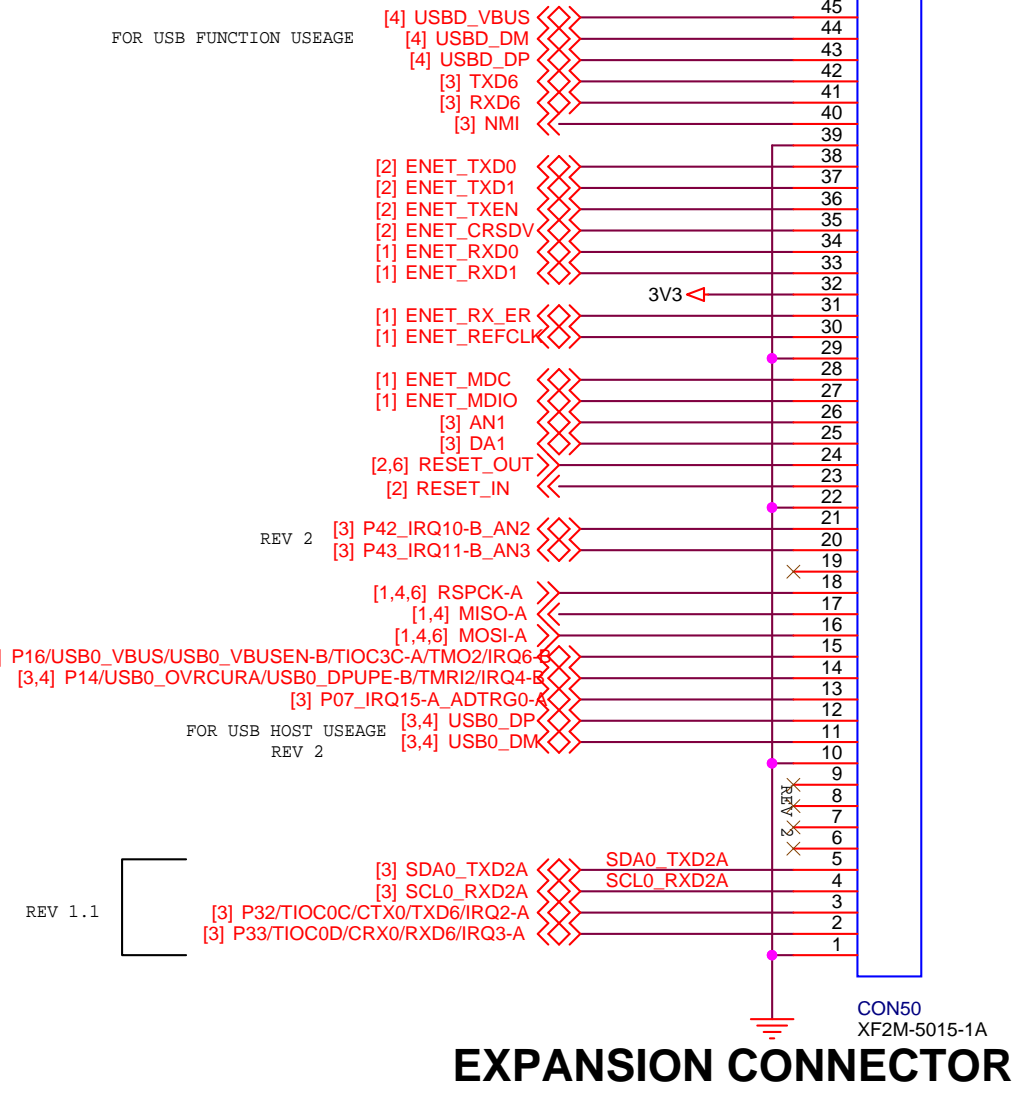 45
[4] USBD_VBUS
44
FOR USB FUNCTION USEAGE
[4] USBD_DM
43
[4] USBD_DP
42
[3] TXD6
41
[3] RXD6
40
[3] NMI
39
38
[2] ENET_TXD0
37
[2] ENET_TXD1
36
[2] ENET_TXEN
35
[2] ENET_CRSDV
34
[1] ENET_RXD0
33
[1] ENET_RXD1
32
3V3
31
[1] ENET_RX_ER
30
[1] ENET_REFCLK
29
28
[1] ENET_MDC
27
[1] ENET_MDIO
26
[3] AN1
25
[3] DA1
24
[2,6] RESET_OUT
23
[2] RESET_IN
22
21
REV 2
[3] P42_IRQ10-B_AN2
20
[3] P43_IRQ11-B_AN3
19
18
[1,4,6] RSPCK-A
17
[1,4] MISO-A
16
[1,4,6] MOSI-A
15
] P16/USB0_VBUS/USB0_VBUSEN-B/TIOC3C-A/TMO2/IRQ6-B
14
[3,4] P14/USB0_OVRCURA/USB0_DPUPE-B/TMRI2/IRQ4-B
13
[3] P07_IRQ15-A_ADTRG0-A
12
[3,4] USB0_DP
FOR USB HOST USEAGE
REV 2
11
[3,4] USB0_DM
10
9
8
REV 2
7
6
5
[3] SDA0_TXD2A
SDA0_TXD2A
4
[3] SCL0_RXD2A
SCL0_RXD2A
3
REV 1.1
[3] P32/TIOC0C/CTX0/TXD6/IRQ2-A
2
[3] P33/TIOC0D/CRX0/RXD6/IRQ3-A
1
CON50
XF2M-5015-1A
EXPANSION CONNECTOR